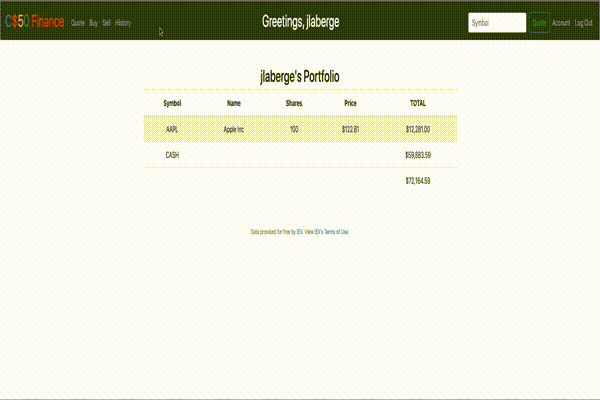 C$50 Finance Quote Buy Sell History Greetings, jlaberge Symbol Quote Account Log Out
jlaberge's Portfolio
Symbol Name Shares Price TOTAL
AAPL Apple Inc 100 $122.81 $12,281.00
CASH $59,883.59
$72,164.59
Data provided for free by IEX. View IEX's Terms of Use.